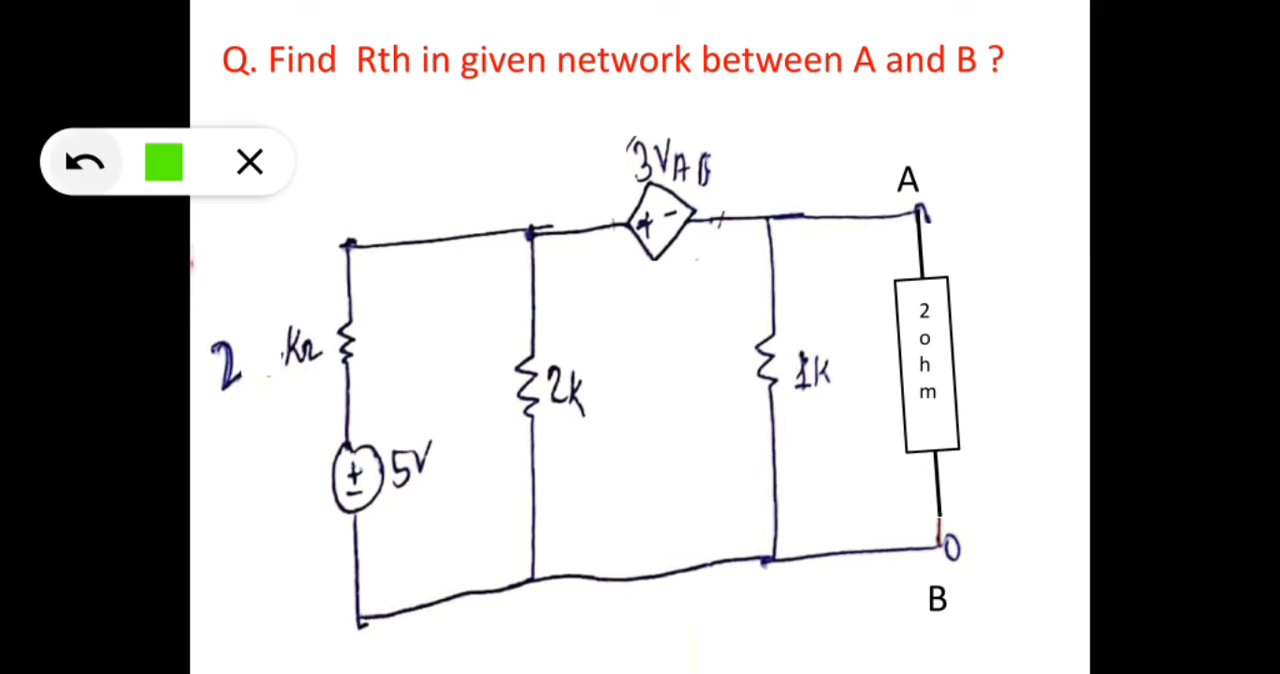 Q. Find Rth in given network between A and B ?
3VAB
A
+ -
2
o
h
m
2 KΩ
2K
1K
+
-
5V
B